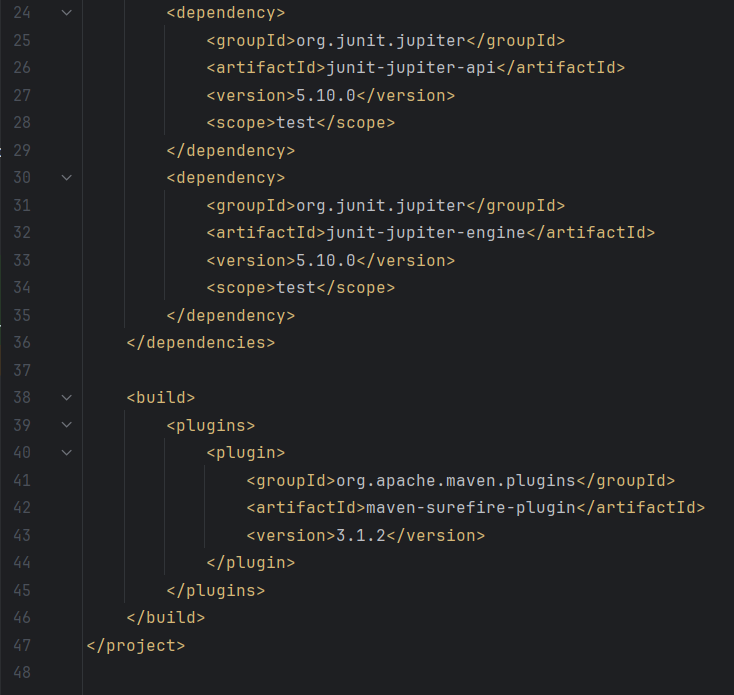 24 <dependency>
25 <groupId>org.junit.jupiter</groupId>
26 <artifactId>junit-jupiter-api</artifactId>
27 <version>5.10.0</version>
28 <scope>test</scope>
29 </dependency>
30 <dependency>
31 <groupId>org.junit.jupiter</groupId>
32 <artifactId>junit-jupiter-engine</artifactId>
33 <version>5.10.0</version>
34 <scope>test</scope>
35 </dependency>
36 </dependencies>
37
38 <build>
39 <plugins>
40 <plugin>
41 <groupId>org.apache.maven.plugins</groupId>
42 <artifactId>maven-surefire-plugin</artifactId>
43 <version>3.1.2</version>
44 </plugin>
45 </plugins>
46 </build>
47 </project>
48